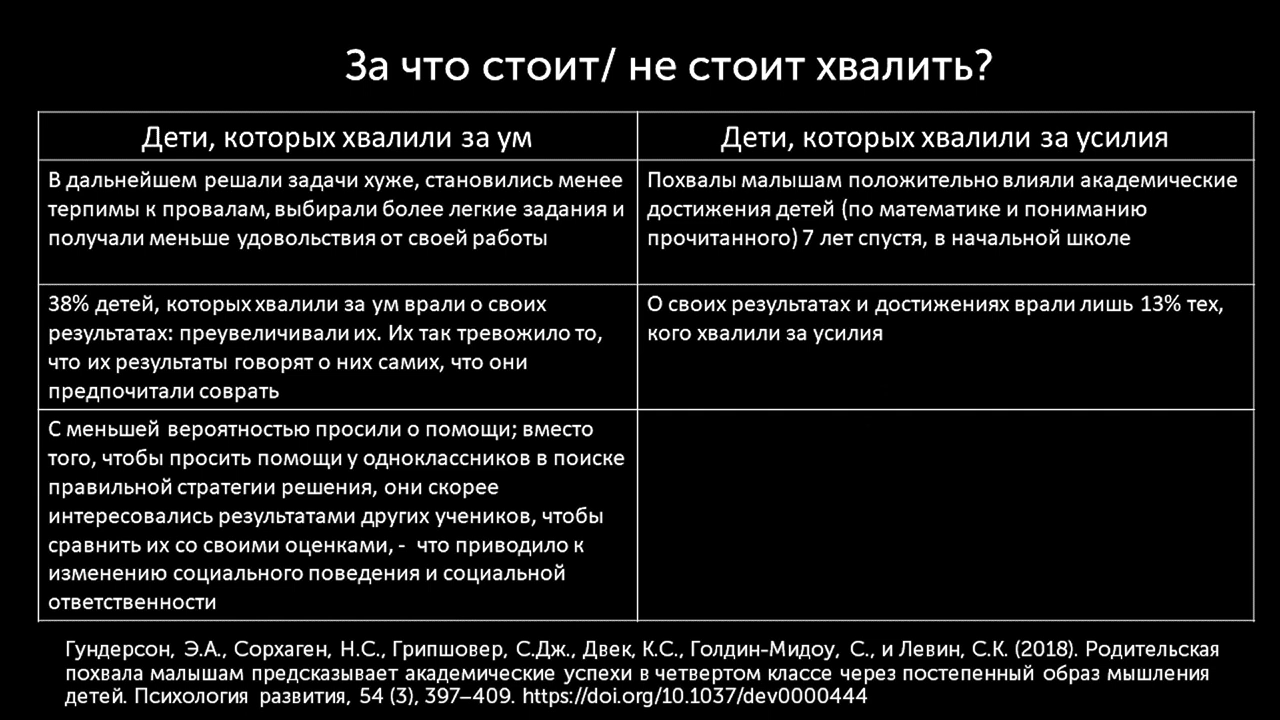 За что стоит/ не стоит хвалить?
Дети, которых хвалили за ум
Дети, которых хвалили за усилия
В дальнейшем решали задачи хуже, становились менее
терпимы к провалам, выбирали более легкие задания и
получали меньше удовольствия от своей работы
Похвалы малышам положительно влияли академические
достижения детей (по математике и пониманию
прочитанного) 7 лет спустя, в начальной школе
38% детей, которых хвалили за ум врали о своих
результатах: преувеличивали их. Их так тревожило то,
что их результаты говорят о них самих, что они
предпочитали соврать
О своих результатах и достижениях врали лишь 13% тех,
кого хвалили за усилия
С меньшей вероятностью просили о помощи; вместо
того, чтобы просить помощи у одноклассников в поиске
правильной стратегии решения, они скорее
интересовались результатами других учеников, чтобы
сравнить их со своими оценками, - что приводило к
изменению социального поведения и социальной
ответственности
Гундерсон, Э.А., Сорхаген, Н.С., Грипшовер, С.Дж., Двек, К.С., Голдин-Мидоу, С., и Левин, С.К. (2018). Родительская
похвала малышам предсказывает академические успехи в четвертом классе через постепенный образ мышления
детей. Психология развития, 54 (3), 397–409. https://doi.org/10.1037/dev0000444